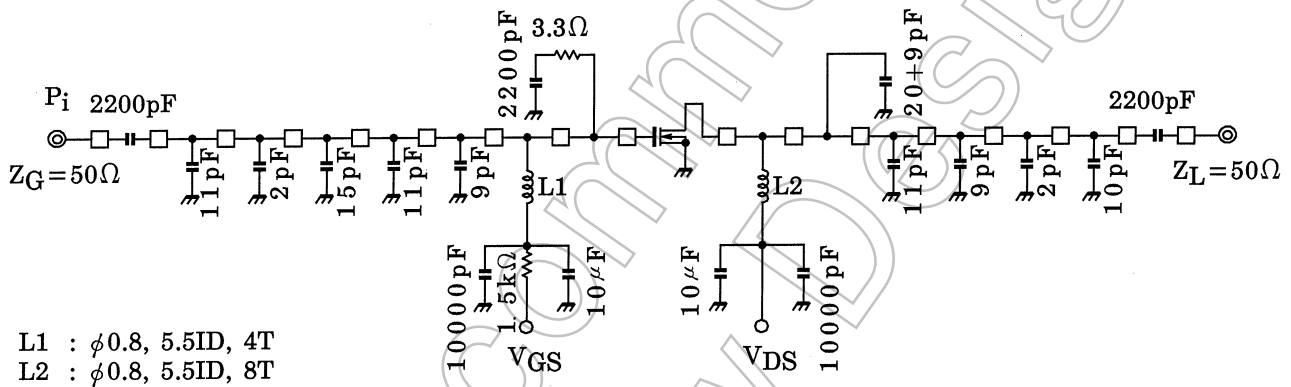 Pi
2200pF
ZG=50Ω
11pF
2pF
15pF
11pF
9pF
2200pF
3.3Ω
L1
10000pF
1.5kΩ
10μF
VGS
20+9pF
L2
10μF
10000pF
VDS
11pF
9pF
2pF
10pF
2200pF
ZL=50Ω
L1 : φ0.8, 5.5ID, 4T
L2 : φ0.8, 5.5ID, 8T